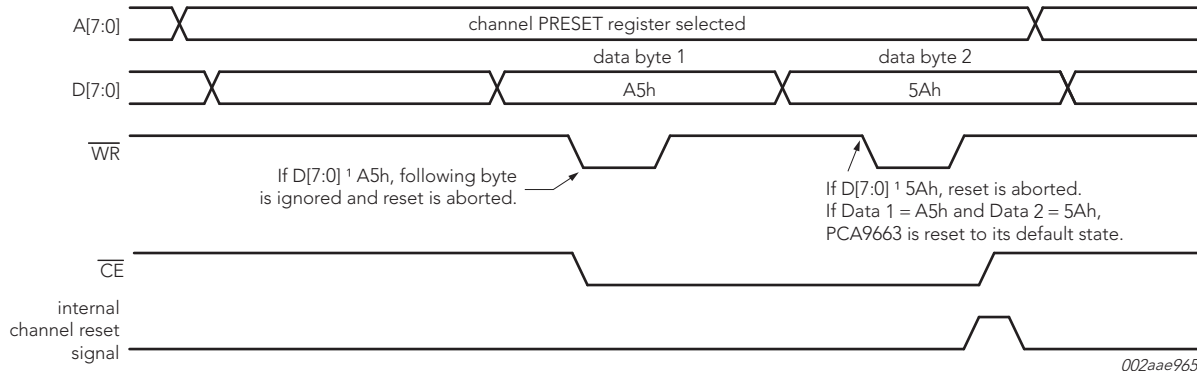 A[7:0]
channel PRESET register selected
data byte 1
data byte 2
D[7:0]
A5h
5Ah
WR
If D[7:0] ¹ A5h, following byte
is ignored and reset is aborted.
If D[7:0] ¹ 5Ah, reset is aborted.
If Data 1 = A5h and Data 2 = 5Ah,
PCA9663 is reset to its default state.
CE
internal
channel reset
signal
002aae965